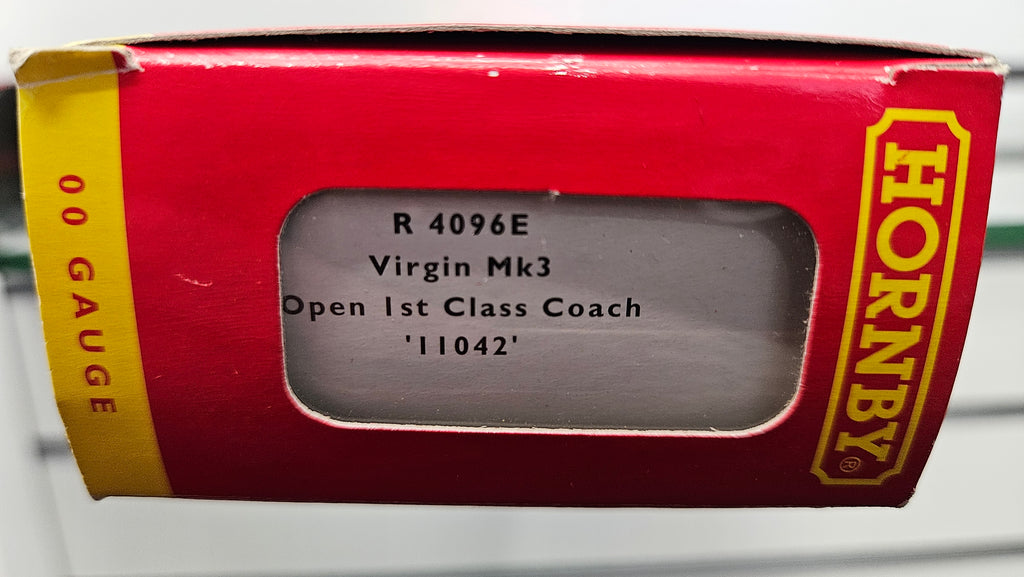 00 GAUGE
R 4096E
Virgin Mk3
Open 1st Class Coach
'11042'
HORNBY®